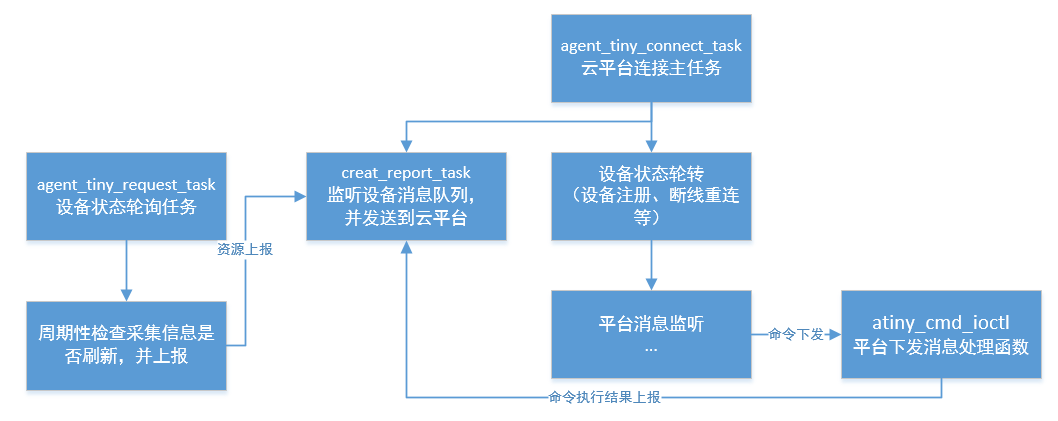 agent_tiny_connect_task
云平台连接主任务
agent_tiny_request_task
设备状态轮询任务
creat_report_task
监听设备消息队列，
并发送到云平台
设备状态轮转
（设备注册、断线重连
等）
资源上报
周期性检查采集信息是
否刷新，并上报
平台消息监听
...
命令下发
atiny_cmd_ioctl
平台下发消息处理函数
命令执行结果上报